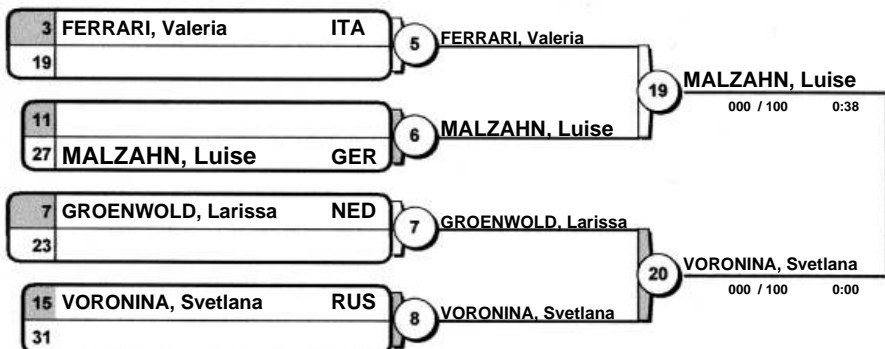 3 FERRARI, Valeria ITA
19
5 FERRARI, Valeria
11
27 MALZAHN, Luise GER
6 MALZAHN, Luise
19 MALZAHN, Luise
000 / 100 0:38
7 GROENWOLD, Larissa NED
23
7 GROENWOLD, Larissa
15 VORONINA, Svetlana RUS
31
8 VORONINA, Svetlana
20 VORONINA, Svetlana
000 / 100 0:00